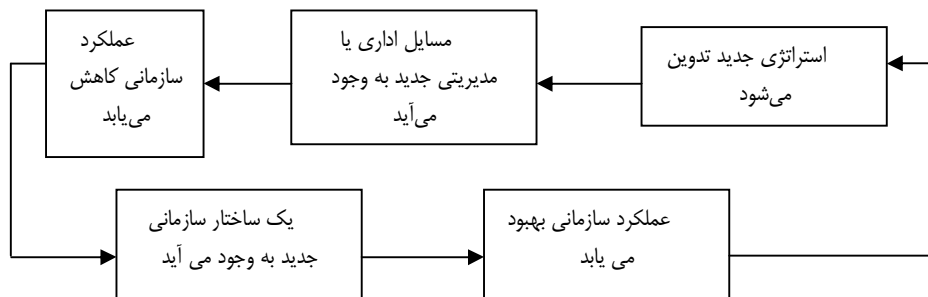 استراتژی جدید تدوین
می‌شود
مسایل اداری یا
مدیریتی جدید به وجود
می‌آید
عملکرد
سازمانی کاهش
می‌یابد
یک ساختار سازمانی
جدید به وجود می آید
عملکرد سازمانی بهبود
می یابد